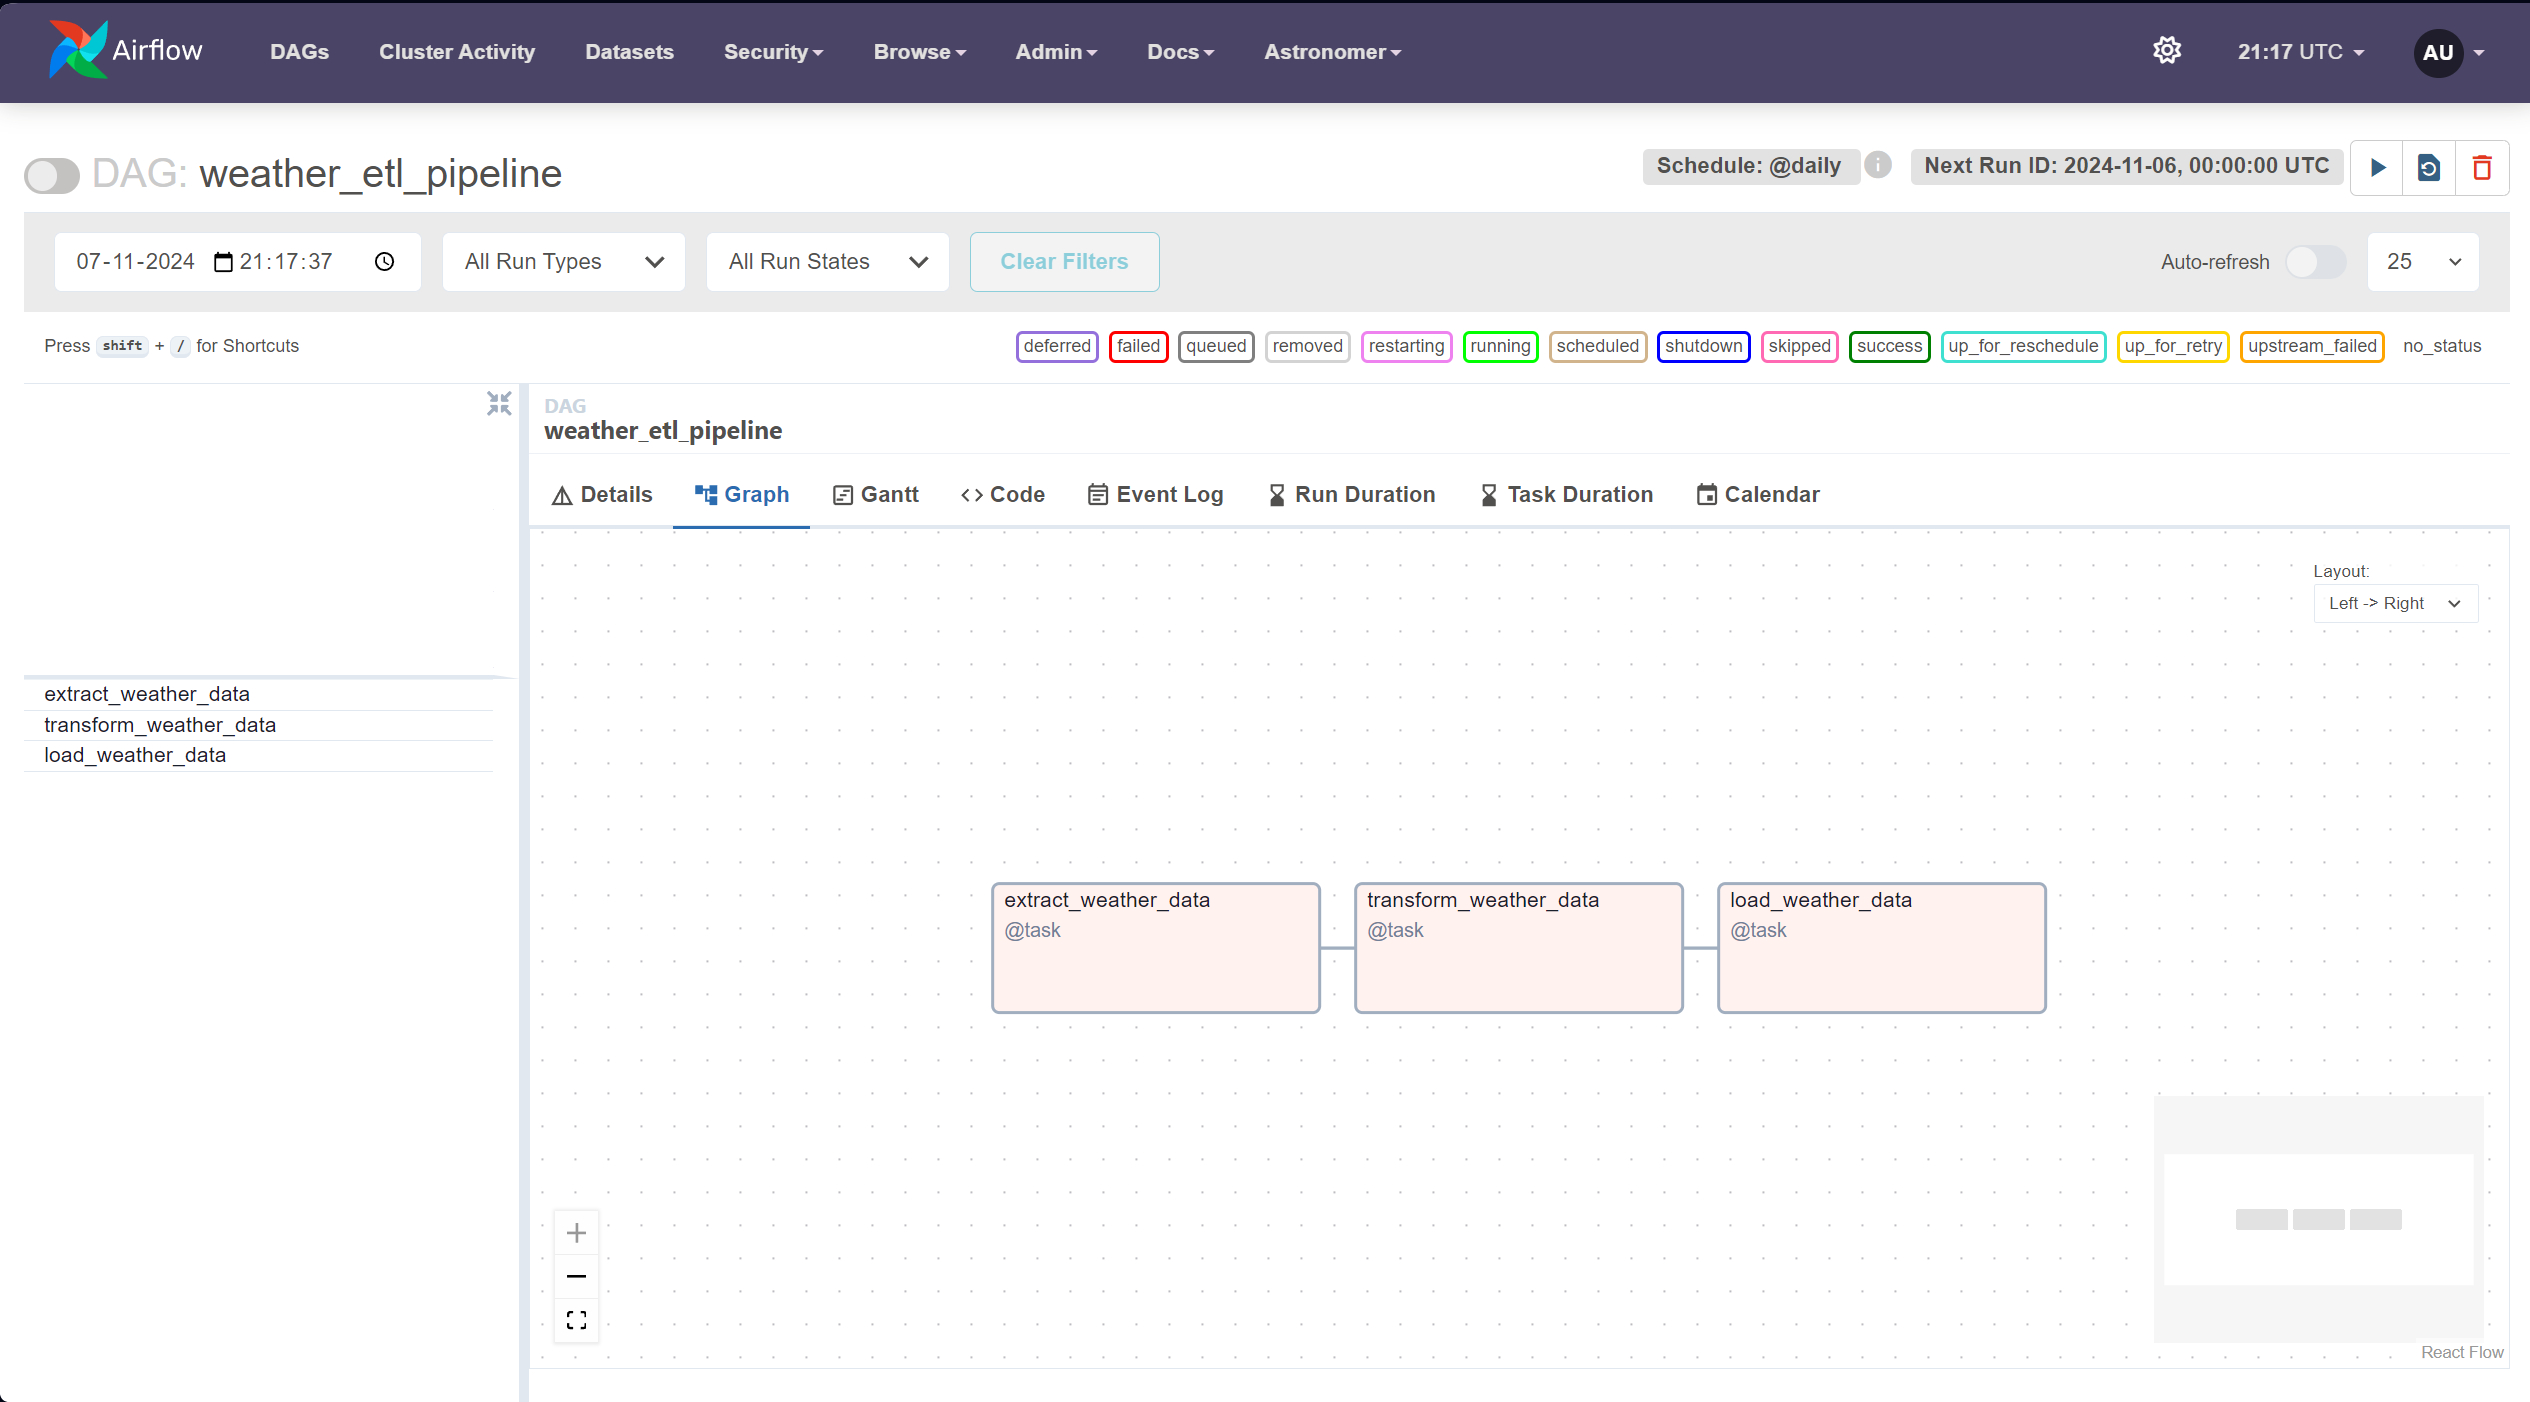 Airflow DAGs Cluster Activity Datasets Security Browse Admin Docs Astronomer 21:17 UTC AU
DAG: weather_etl_pipeline Schedule: @daily i Next Run ID: 2024-11-06, 00:00:00 UTC
07-11-2024 21:17:37 All Run Types All Run States Clear Filters Auto-refresh 25
Press shift + / for Shortcuts deferred failed queued removed restarting running scheduled shutdown skipped success up_for_reschedule up_for_retry upstream_failed no_status
DAG
weather_etl_pipeline
Details Graph Gantt Code Event Log Run Duration Task Duration Calendar
Layout:
Left -> Right
extract_weather_data
transform_weather_data
load_weather_data
extract_weather_data
@task
transform_weather_data
@task
load_weather_data
@task
React Flow